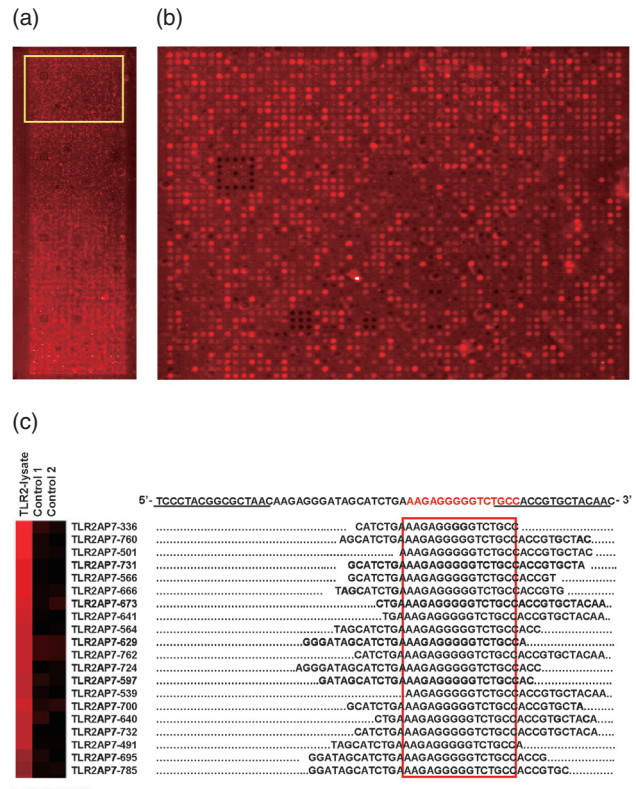 (a)
(b)
(c)
TLR2-lysate
Control 1
Control 2
5'- TCCCTACGGCGCTAACAAGAGGGATAGCATCTGAAAGAGGGGGTCTGCCACCGTGCTACAAC - 3'
TLR2AP7-336 ....................CATCTGAAAGAGGGGGTCTGCC....................
TLR2AP7-760 ....................AGCATCTGAAAGAGGGGGTCTGCCACCGTGCTAC.......
TLR2AP7-501 ....................AAAGAGGGGGTCTGCCACCGTGCTAC.......
TLR2AP7-731 ....................GCATCTGAAAGAGGGGGTCTGCCACCGTGCTA.......
TLR2AP7-566 ....................GCATCTGAAAGAGGGGGTCTGCCACCGT..............
TLR2AP7-666 ....................TAGCATCTGAAAGAGGGGGTCTGCCACCGTG............
TLR2AP7-673 ....................CTGAAAGAGGGGGTCTGCCACCGTGCTACAA..
TLR2AP7-641 ....................TGAAAGAGGGGGTCTGCCACCGTGCTACAA..
TLR2AP7-564 ....................TAGCATCTGAAAGAGGGGGTCTGCCACC..................
TLR2AP7-629 ....................GGGATAGCATCTGAAAGAGGGGGTCTGCCA....................
TLR2AP7-762 ....................CATCTGAAAGAGGGGGTCTGCCACCGTGCTACAA..
TLR2AP7-724 ....................AGGGATAGCATCTGAAAGAGGGGGTCTGCCACC..................
TLR2AP7-597 ....................GATAGCATCTGAAAGAGGGGGTCTGCCAC...................
TLR2AP7-539 ....................AAGAGGGGGTCTGCCACCGTGCTACAA..
TLR2AP7-700 ....................GCATCTGAAAGAGGGGGTCTGCCACCGTGCTA.......
TLR2AP7-640 ....................CTGAAAGAGGGGGTCTGCCACCGTGCTACA....
TLR2AP7-732 ....................CATCTGAAAGAGGGGGTCTGCCACCGTGCTACA....
TLR2AP7-491 ....................TAGCATCTGAAAGAGGGGGTCTGCCA....................
TLR2AP7-695 ....................GGATAGCATCTGAAAGAGGGGGTCTGCCACCG................
TLR2AP7-785 ....................GGATAGCATCTGAAAGAGGGGGTCTGCCACCGTGC...........